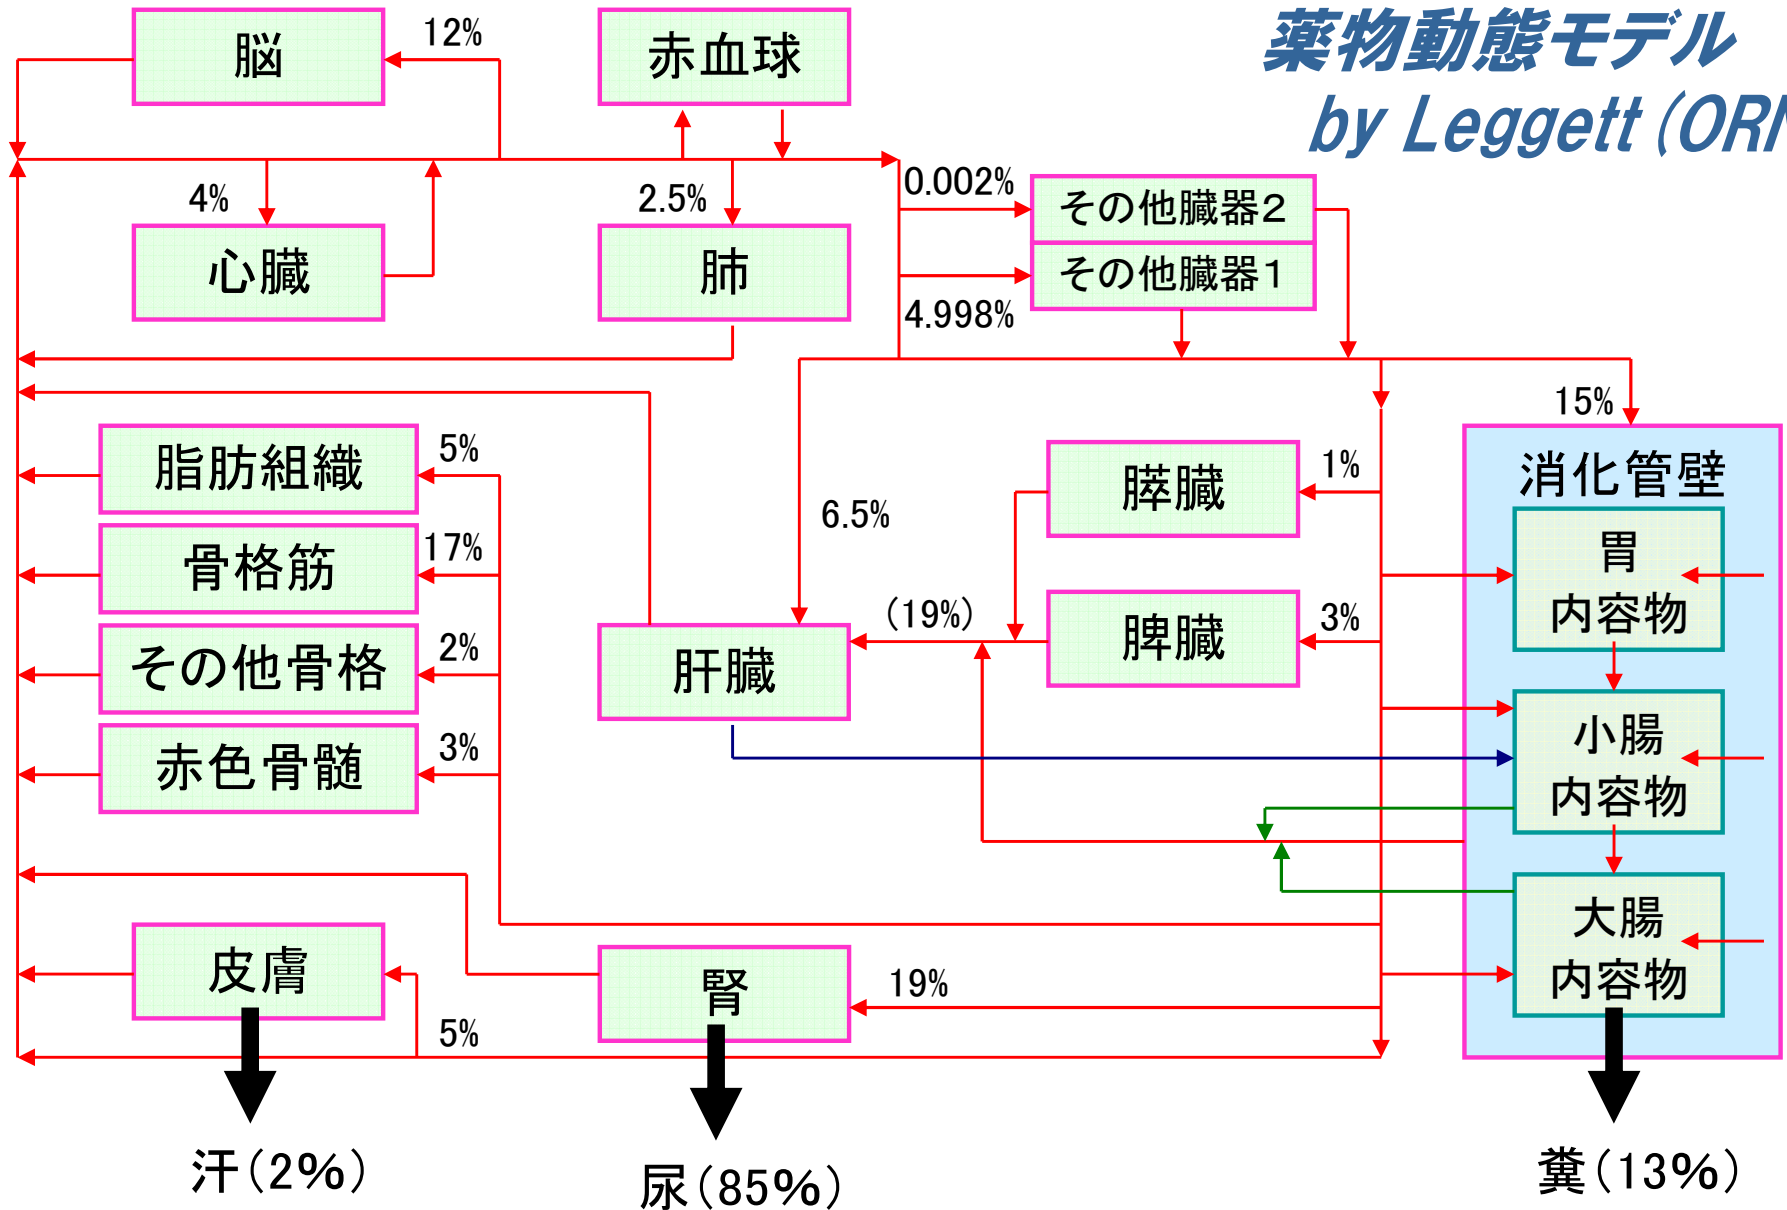 薬物動態モデル
by Leggett (ORN
脳
12%
赤血球
4%
心臓
2.5%
肺
0.002%
その他臓器2
その他臓器1
4.998%
15%
脂肪組織
5%
骨格筋
17%
その他骨格
2%
赤色骨髄
3%
6.5%
肝臓
(19%)
膵臓
1%
脾臓
3%
消化管壁
胃
内容物
小腸
内容物
大腸
内容物
皮膚
5%
腎
19%
汗(2%)
尿(85%)
糞(13%)